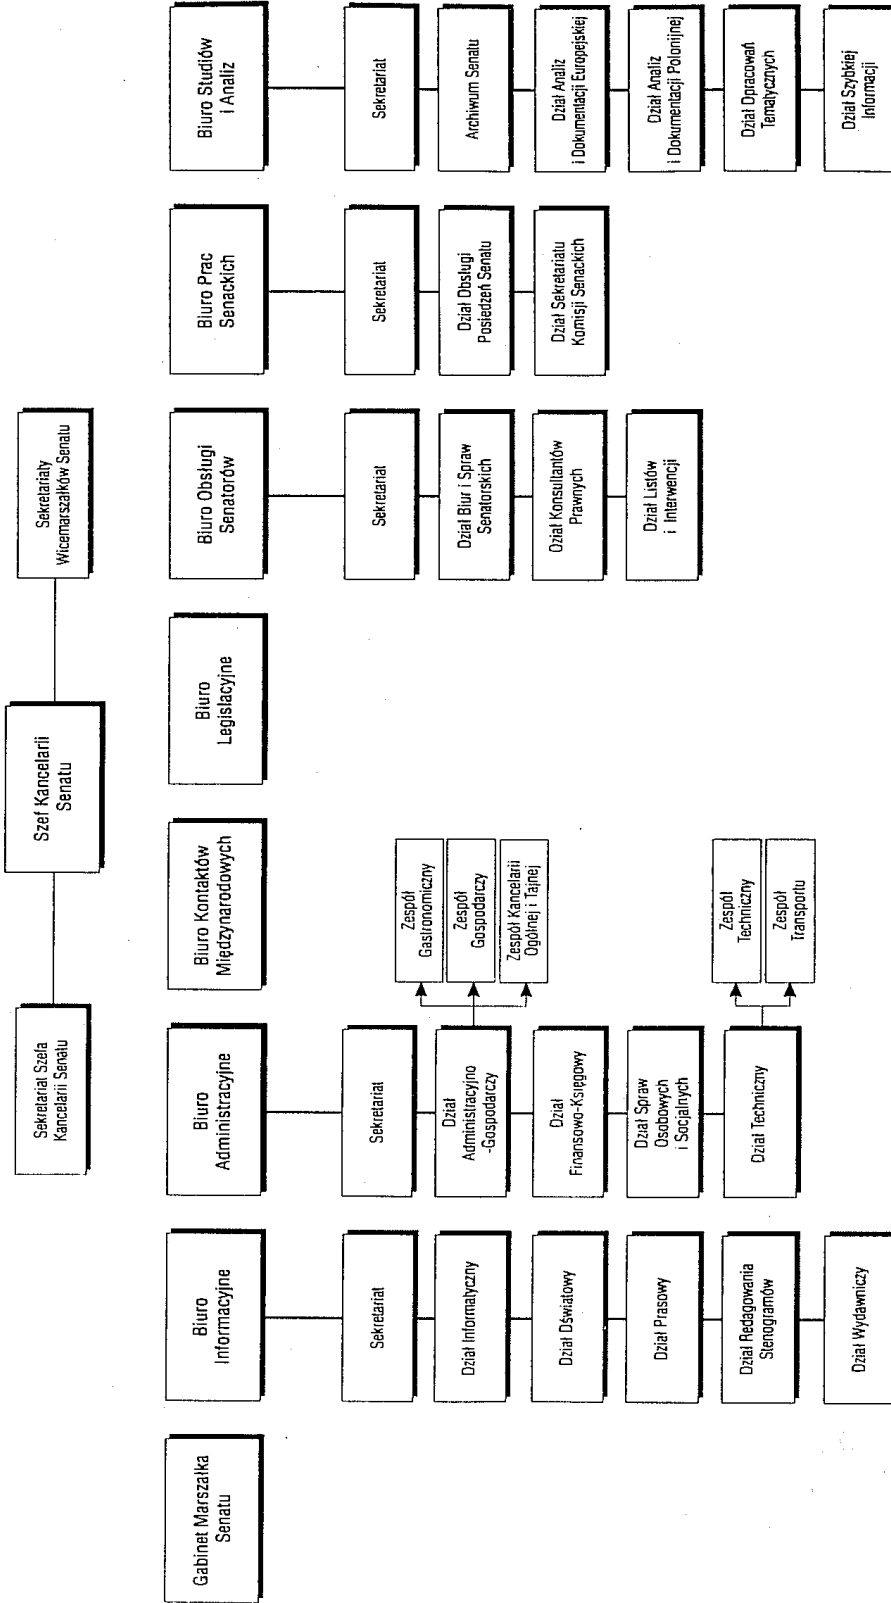 Sekretariat Szefa
Kancelarii Senatu
Szef Kancelarii
Senatu
Sekretariaty
Wicemarszałków Senatu
Gabinet Marszałka
Senatu
Biuro
Informacyjne
Biuro
Administracyjne
Biuro Kontaktów
Międzynarodowych
Biuro
Legislacyjne
Biuro Obsługi
Senatorów
Biuro Prac
Senackich
Biuro Studiów
i Analiz
Sekretariat
Dział Informatyczny
Dział Oświatowy
Dział Prasowy
Dział Redagowania
Stenogramów
Dział Wydawniczy
Sekretariat
Dział
Administracyjno
-Gospodarczy
Zespół
Gastronomiczny
Zespół
Gospodarczy
Zespół Kancelarii
Ogólnej i Tajnej
Dział
Finansowo-Księgowy
Dział Spraw
Osobowych
i Socjalnych
Dział Techniczny
Zespół
Techniczny
Zespół
Transportu
Sekretariat
Dział Biur i Spraw
Senatorskich
Dział Konsultantów
Prawnych
Dział Listów
i Interwencji
Sekretariat
Dział Obsługi
Posiedzeń Senatu
Dział Sekretariatu
Komisji Senackich
Sekretariat
Archiwum Senatu
Dział Analiz
i Dokumentacji Europejskiej
Dział Analiz
i Dokumentacji Polonijnej
Dział Opracowań
Tematycznych
Dział Szybkiej
Informacji